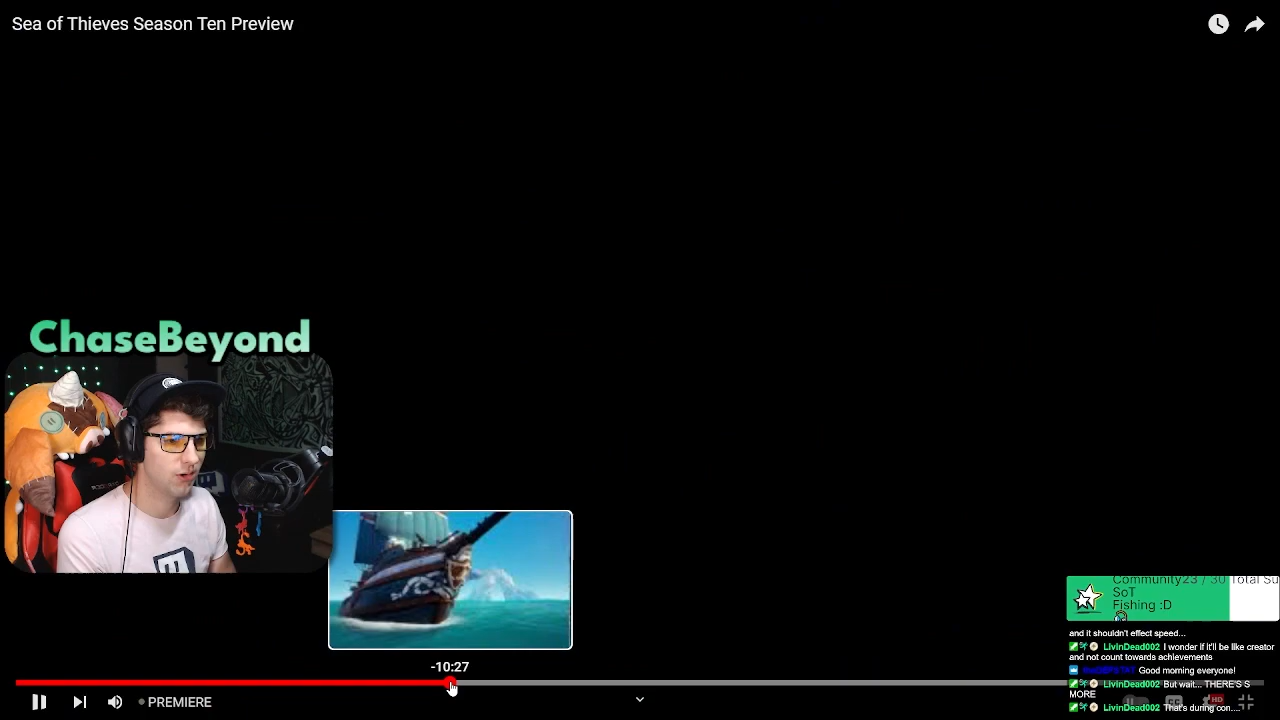 Sea of Thieves Season Ten Preview
ChaseBeyond
-10:27
PREMIERE
Community23 / 30 Total Su
SoT
Fishing :D
and it shouldn't effect speed...
LivinDead002 I wonder if it'll be like creator
and not count towards achievements
Good morning everyone!
LivinDead002 But wait... THERE'S S
MORE
LivinDead002 That's during con....
HD